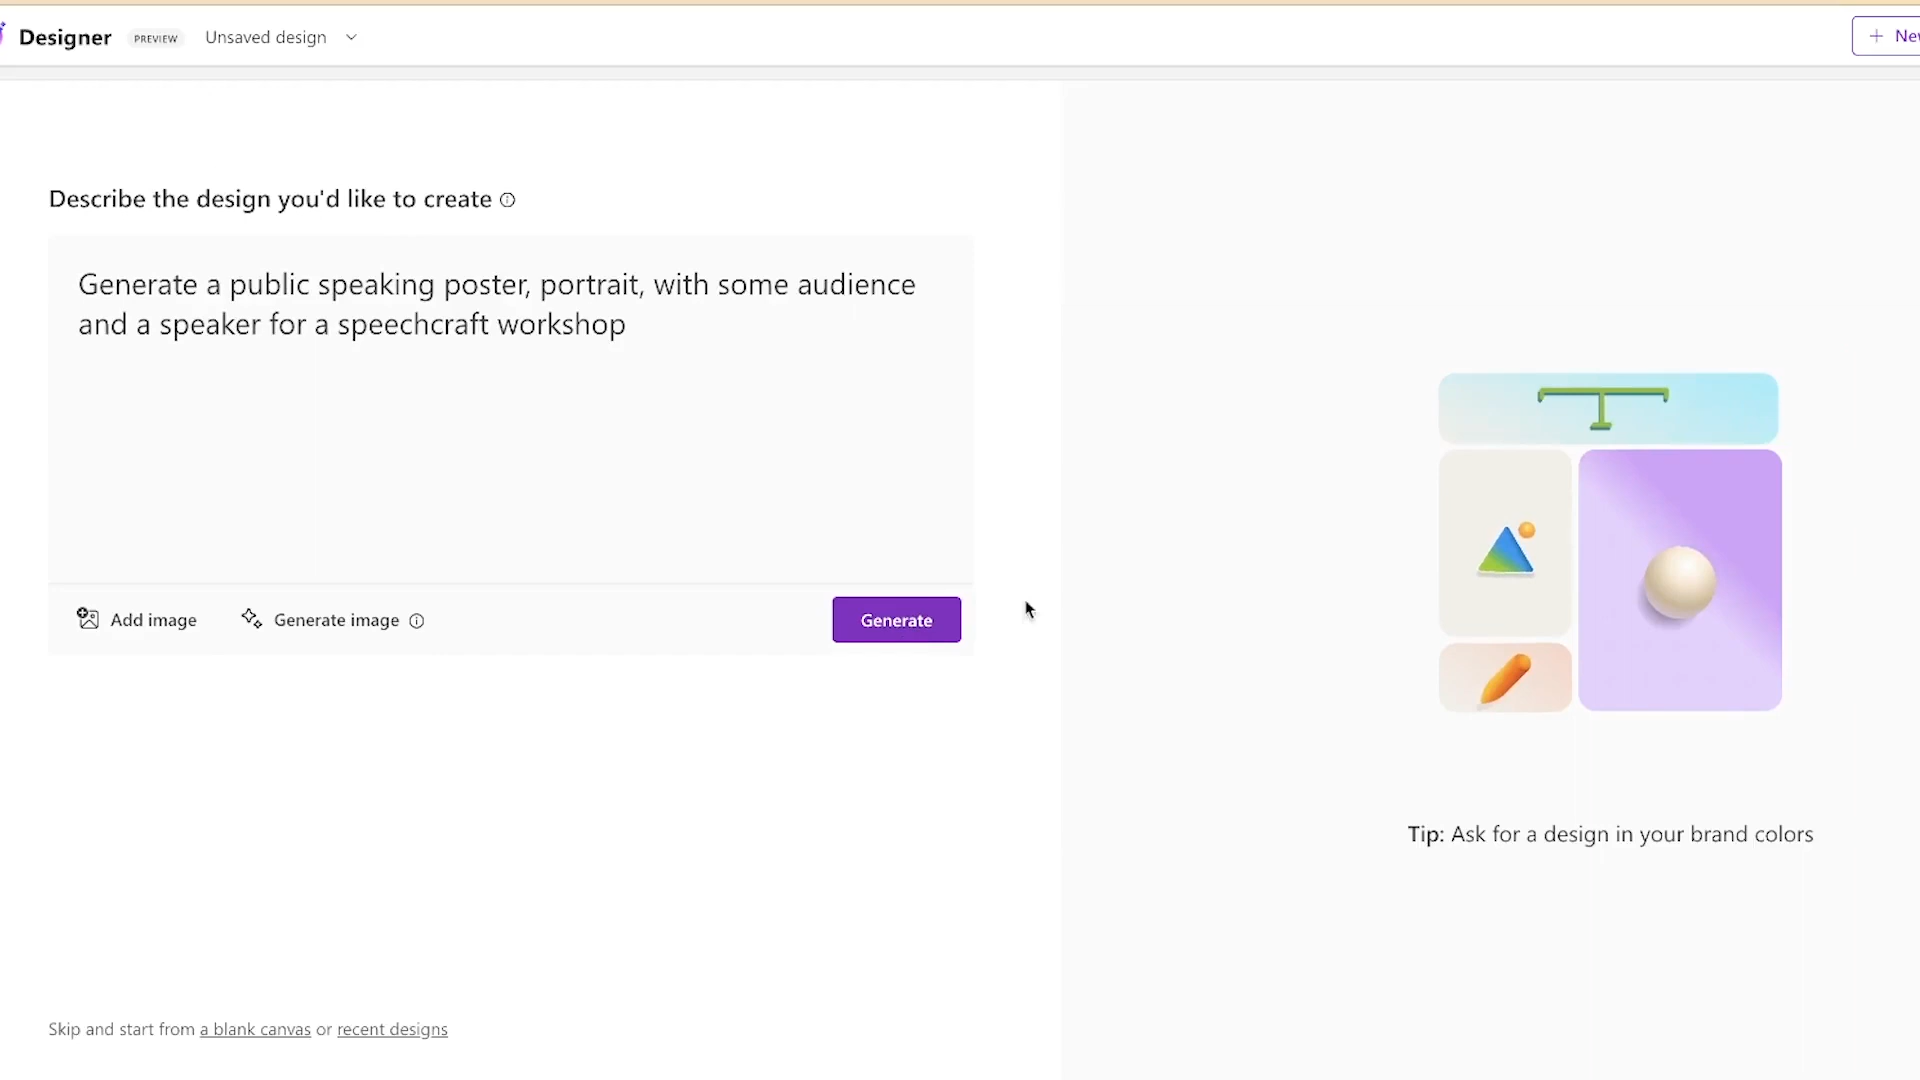 Designer PREVIEW Unsaved design
+ New
Describe the design you'd like to create
Generate a public speaking poster, portrait, with some audience
and a speaker for a speechcraft workshop
Add image Generate image Generate
Tip: Ask for a design in your brand colors
Skip and start from a blank canvas or recent designs